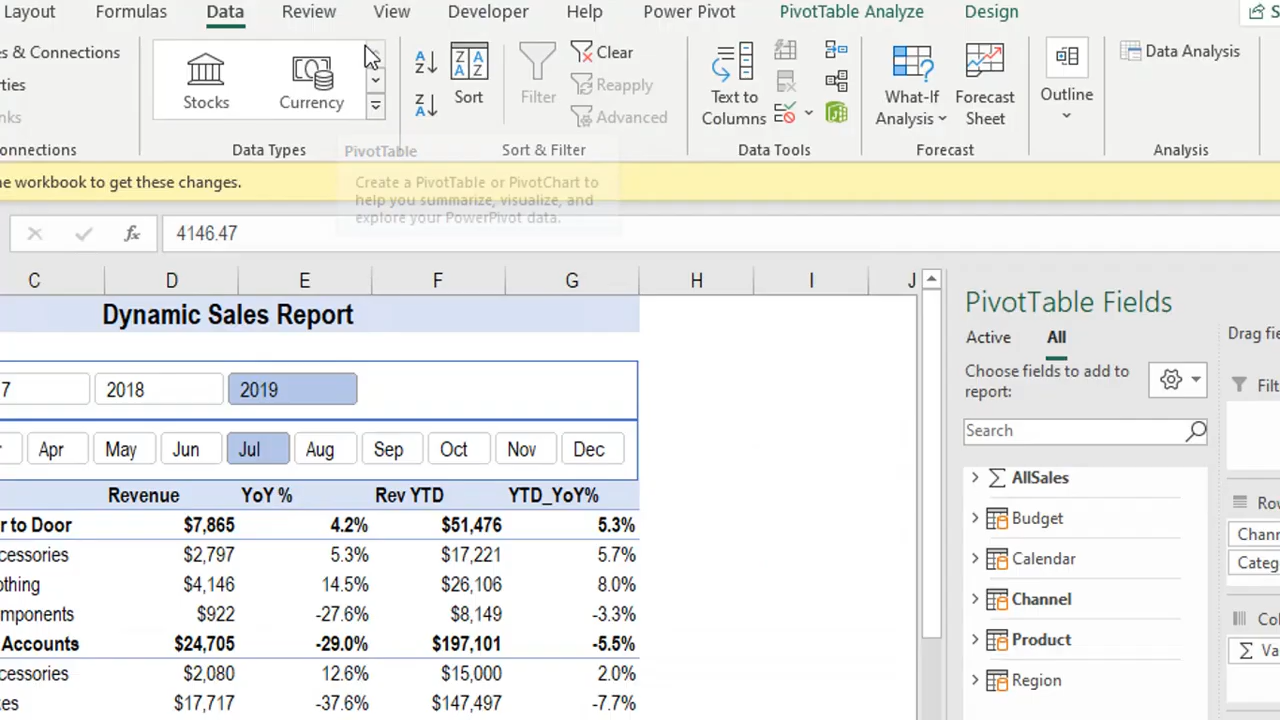 Layout Formulas Data Review View Developer Help Power Pivot PivotTable Analyze Design S
s & Connections
rties
nks
onnections
Stocks Currency
Data Types
Sort
Filter
Clear
Reapply
Advanced
Sort & Filter
Text to
Columns
Data Tools
What-If
Analysis
Forecast
Sheet
Forecast
Outline
Data Analysis
Analysis
PivotTable
Create a PivotTable or PivotChart to
help you summarize, visualize, and
explore your PowerPivot data.
he workbook to get these changes.
fx 4146.47
C D E F G H I J
Dynamic Sales Report
7 2018 2019
r Apr May Jun Jul Aug Sep Oct Nov Dec
Revenue YoY % Rev YTD YTD_YoY%
r to Door $7,865 4.2% $51,476 5.3%
cessories $2,797 5.3% $17,221 5.7%
othing $4,146 14.5% $26,106 8.0%
mponents $922 -27.6% $8,149 -3.3%
Accounts $24,705 -29.0% $197,101 -5.5%
cessories $2,080 12.6% $15,000 2.0%
kes $17,717 -37.6% $147,497 -7.7%
PivotTable Fields
Active All
Choose fields to add to
report:
Search
AllSales
Budget
Calendar
Channel
Product
Region
Drag fie
Filt
Row
Chann
Categ
Col
Σ Va